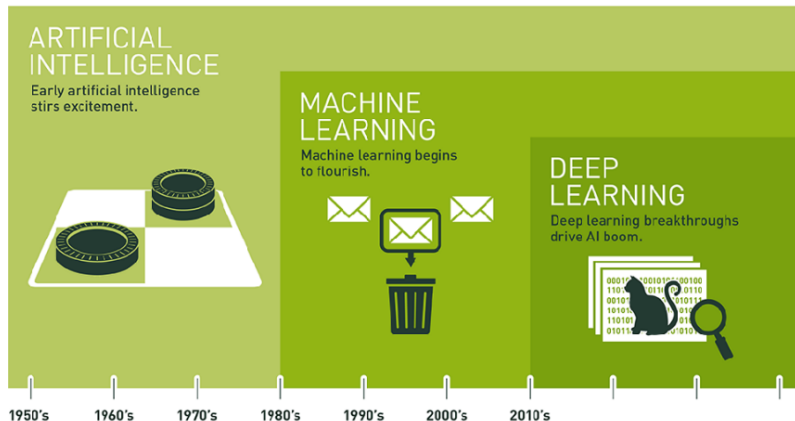 ARTIFICIAL
INTELLIGENCE
Early artificial intelligence
stirs excitement.
MACHINE
LEARNING
Machine learning begins
to flourish.
DEEP
LEARNING
Deep learning breakthroughs
drive AI boom.
1950's 1960's 1970's 1980's 1990's 2000's 2010's